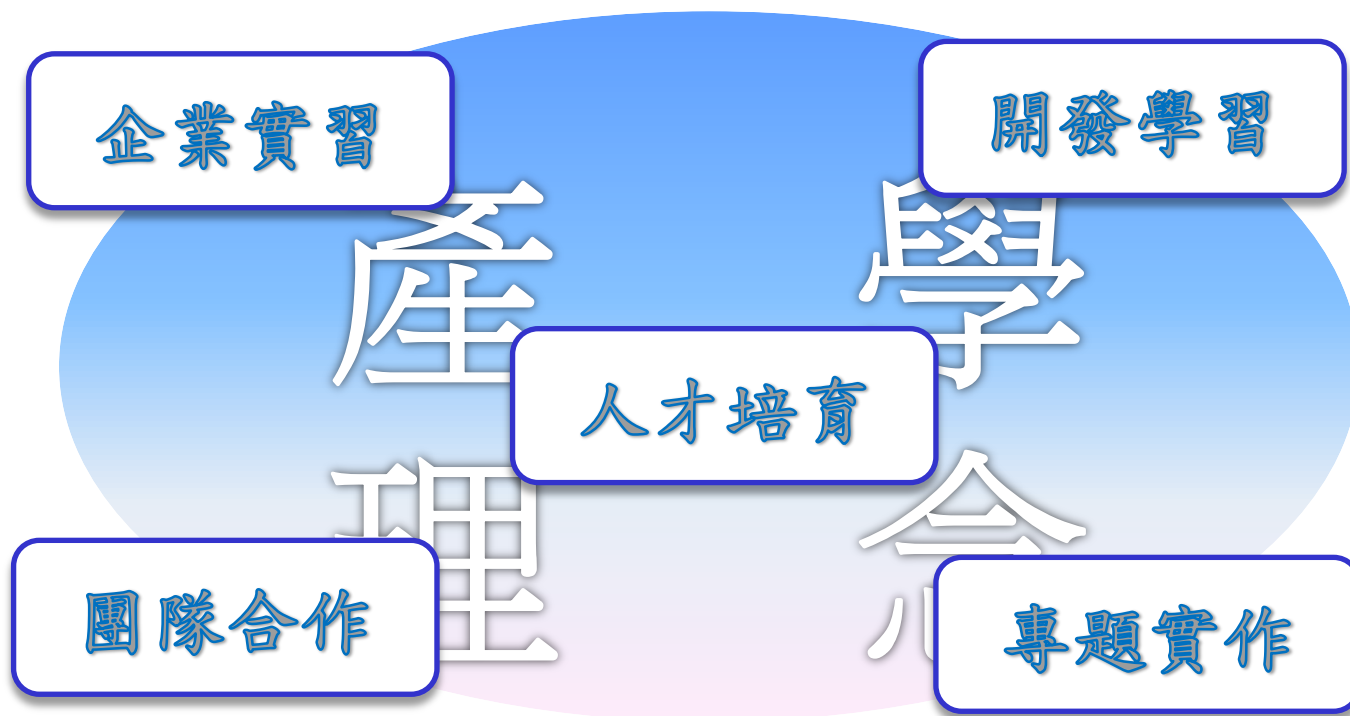 企業實習
開發學習
產學
人才培育
理念
團隊合作
專題實作